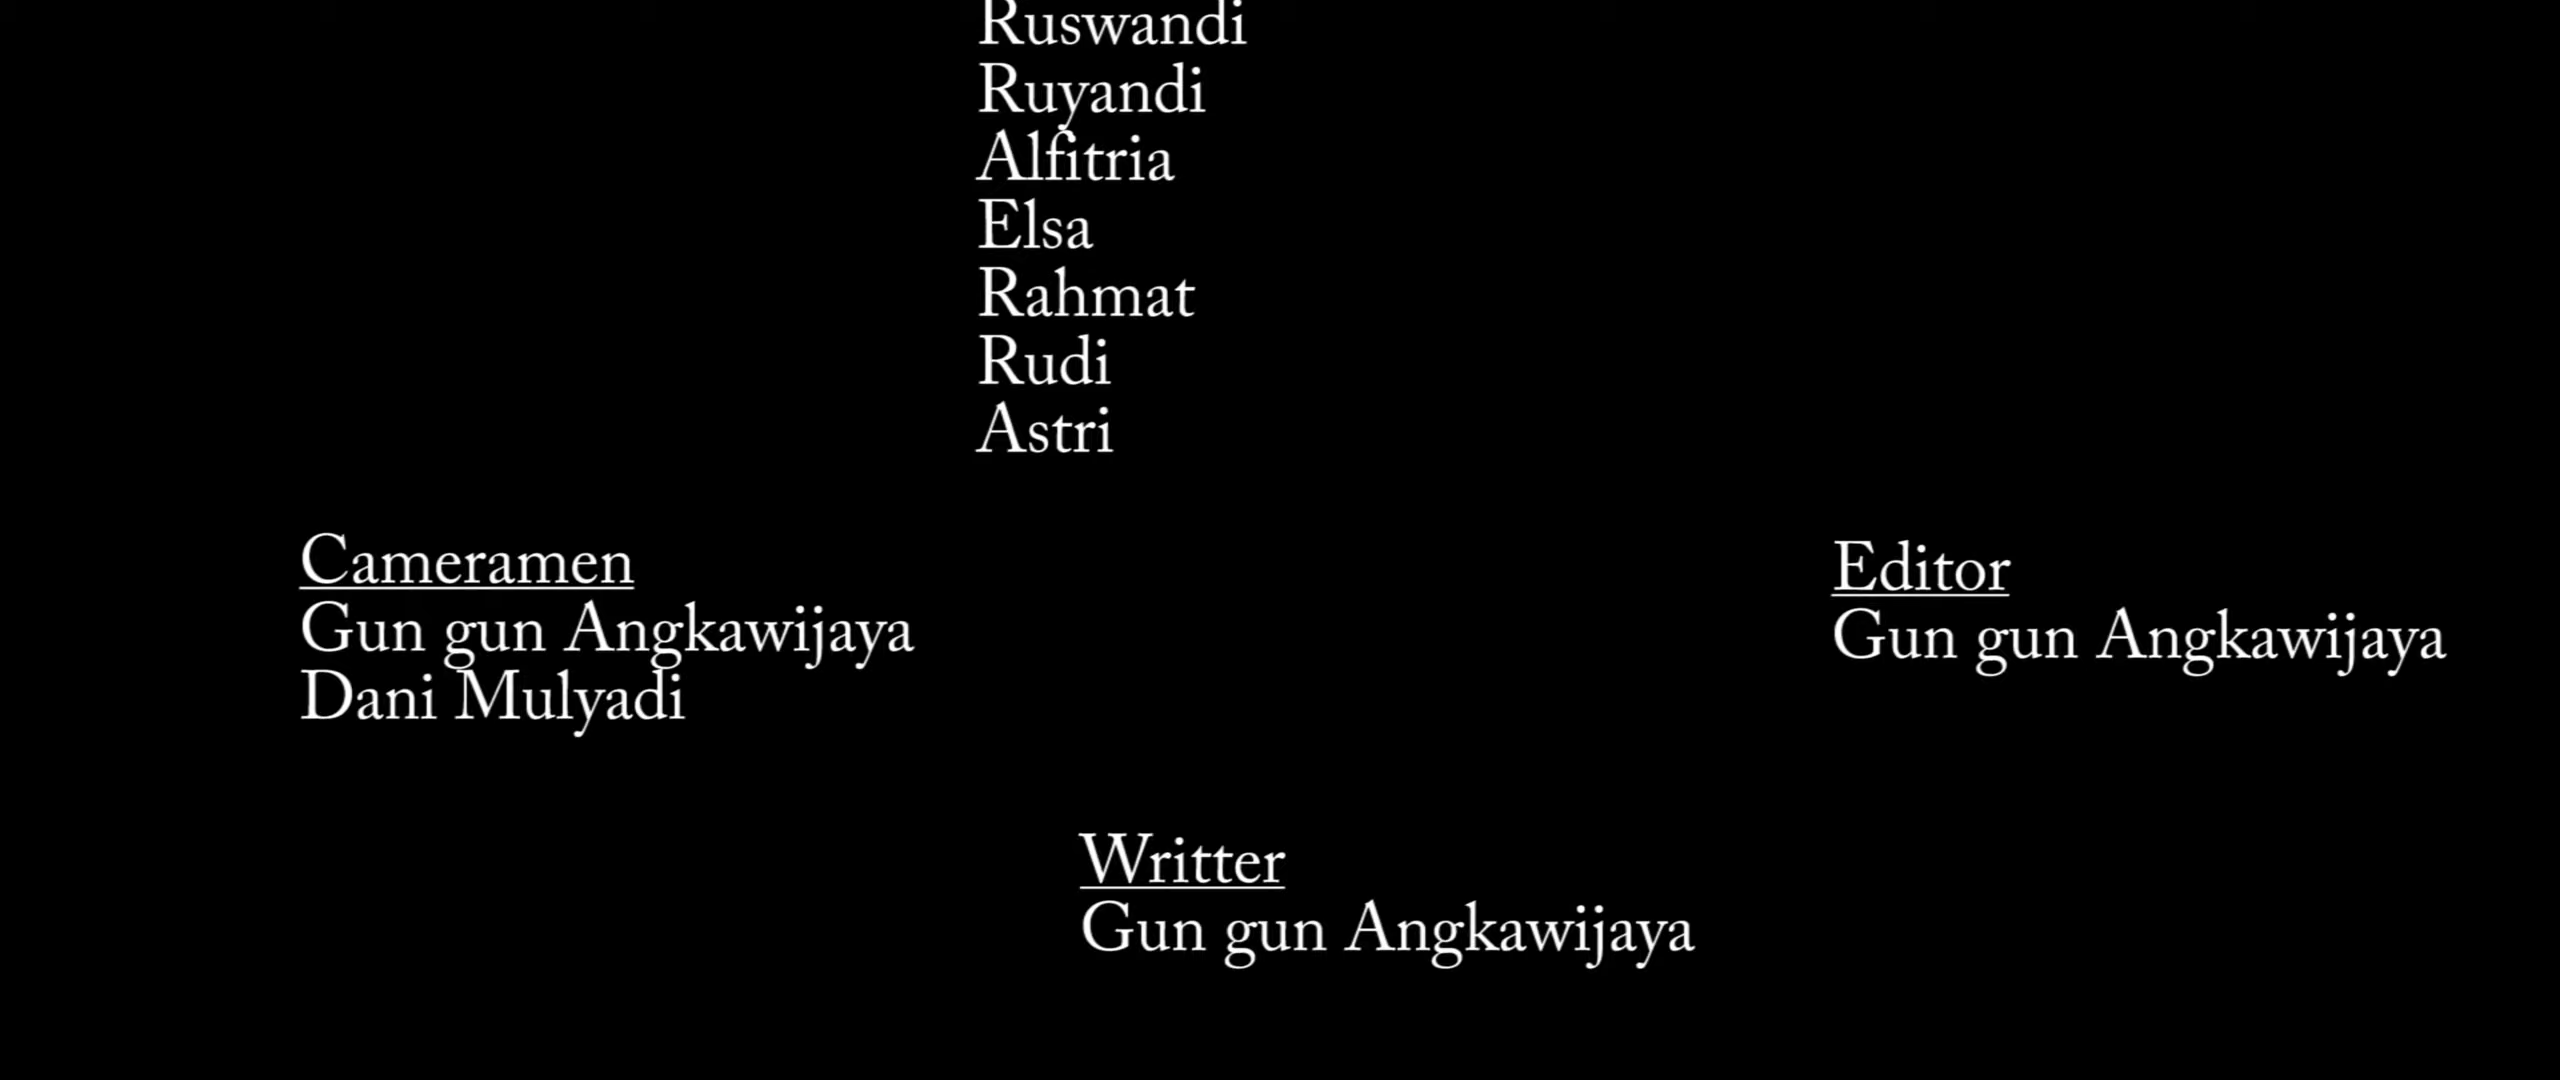 Ruswandi
Ruyandi
Alfitria
Elsa
Rahmat
Rudi
Astri
Cameramen
Gun gun Angkawijaya
Dani Mulyadi
Editor
Gun gun Angkawijaya
Writter
Gun gun Angkawijaya